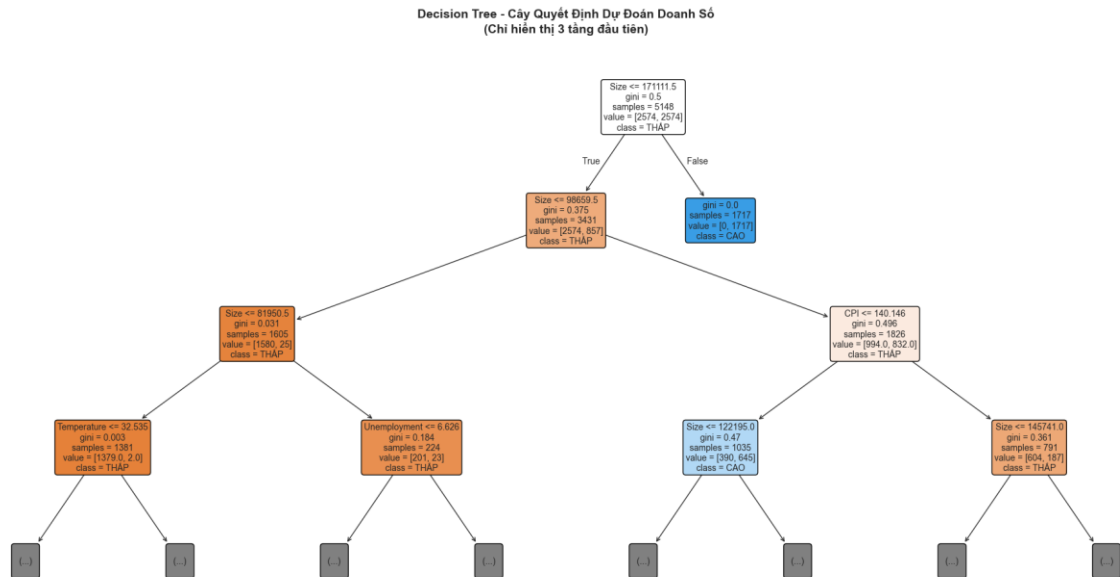 Decision Tree - Cây Quyết Định Dự Đoán Doanh Số
(Chỉ hiển thị 3 tầng đầu tiên)
Size <= 171111.5
gini = 0.5
samples = 5148
value = [2574, 2574]
class = THẤP
True
False
Size <= 98659.5
gini = 0.375
samples = 3431
value = [2574, 857]
class = THẤP
gini = 0.0
samples = 1717
value = [0, 1717]
class = CAO
Size <= 81950.5
gini = 0.031
samples = 1605
value = [1580, 25]
class = THẤP
CPI <= 140.146
gini = 0.496
samples = 1826
value = [994.0, 832.0]
class = THẤP
Temperature <= 32.535
gini = 0.003
samples = 1381
value = [1379.0, 2.0]
class = THẤP
Unemployment <= 6.626
gini = 0.184
samples = 224
value = [201, 23]
class = THẤP
Size <= 122195.0
gini = 0.47
samples = 1035
value = [390, 645]
class = CAO
Size <= 145741.0
gini = 0.361
samples = 791
value = [604, 187]
class = THẤP
(...)
(...)
(...)
(...)
(...)
(...)
(...)
(...)